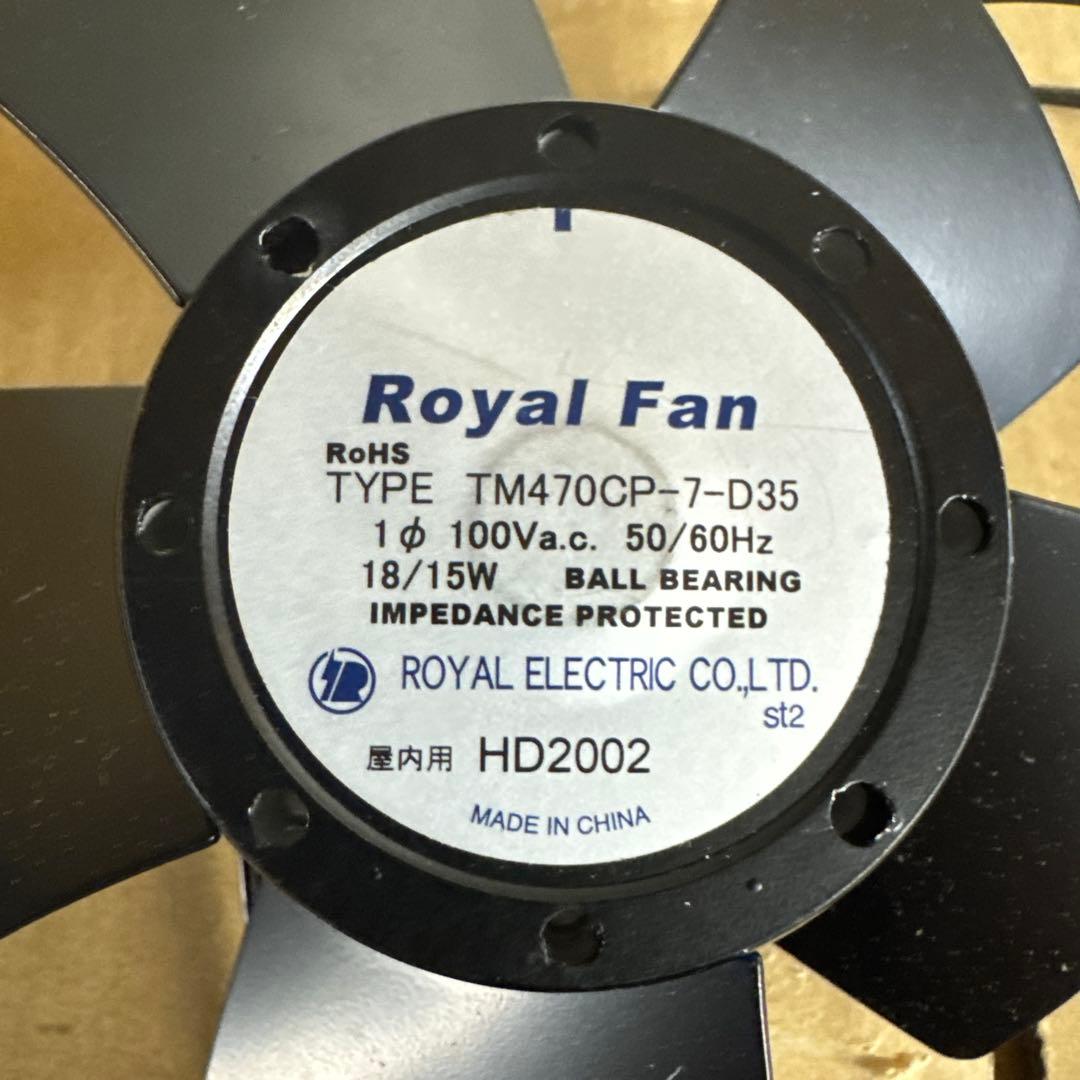 Royal Fan
RoHS
TYPE TM470CP-7-D35
1ϕ 100Va.c. 50/60Hz
18/15W BALL BEARING
IMPEDANCE PROTECTED
ROYAL ELECTRIC CO.,LTD.
st2
屋内用 HD2002
MADE IN CHINA